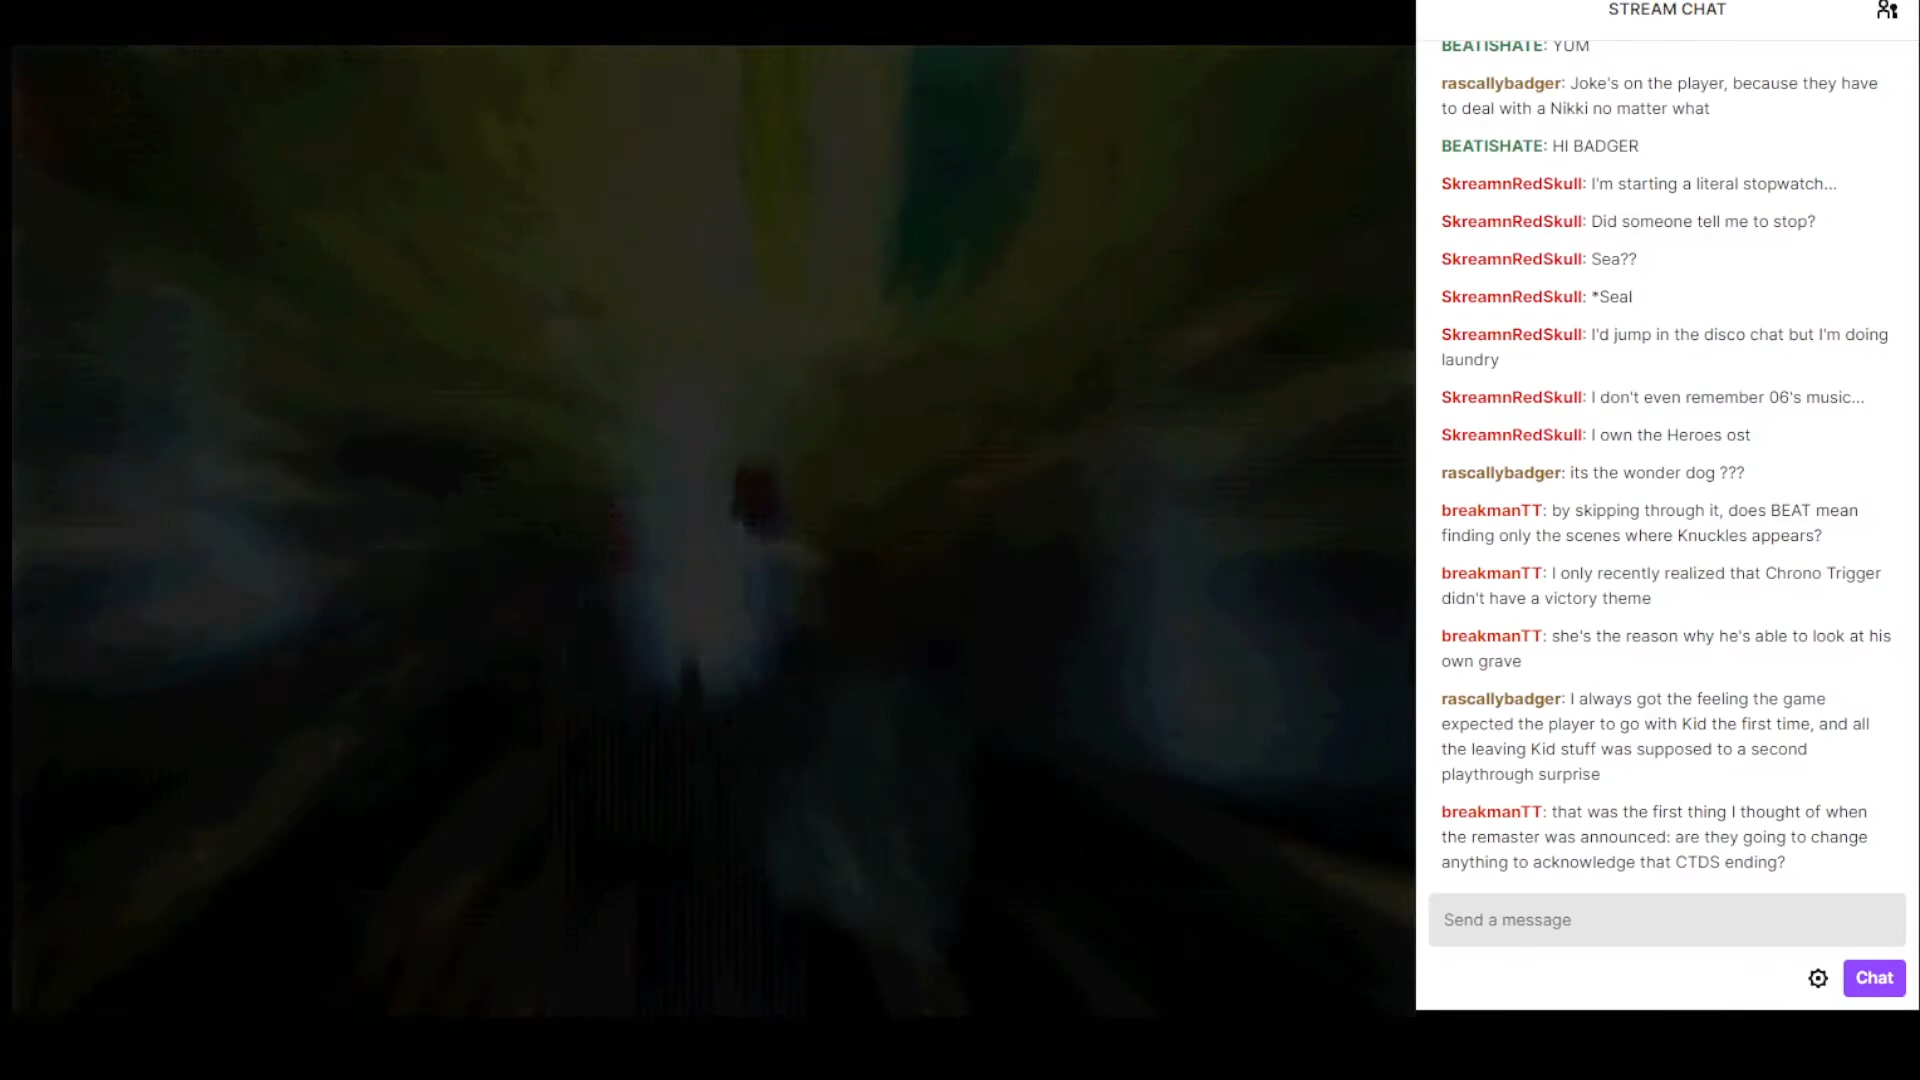 STREAM CHAT
BEATISHATE: YUM
rascallybadger: Joke's on the player, because they have
to deal with a Nikki no matter what
BEATISHATE: HI BADGER
SkreamnRedSkull: I'm starting a literal stopwatch...
SkreamnRedSkull: Did someone tell me to stop?
SkreamnRedSkull: Sea??
SkreamnRedSkull: *Seal
SkreamnRedSkull: I'd jump in the disco chat but I'm doing
laundry
SkreamnRedSkull: I don't even remember 06's music...
SkreamnRedSkull: I own the Heroes ost
rascallybadger: its the wonder dog ???
breakmanTT: by skipping through it, does BEAT mean
finding only the scenes where Knuckles appears?
breakmanTT: I only recently realized that Chrono Trigger
didn't have a victory theme
breakmanTT: she's the reason why he's able to look at his
own grave
rascallybadger: I always got the feeling the game
expected the player to go with Kid the first time, and all
the leaving Kid stuff was supposed to a second
playthrough surprise
breakmanTT: that was the first thing I thought of when
the remaster was announced: are they going to change
anything to acknowledge that CTDS ending?
Send a message
Chat